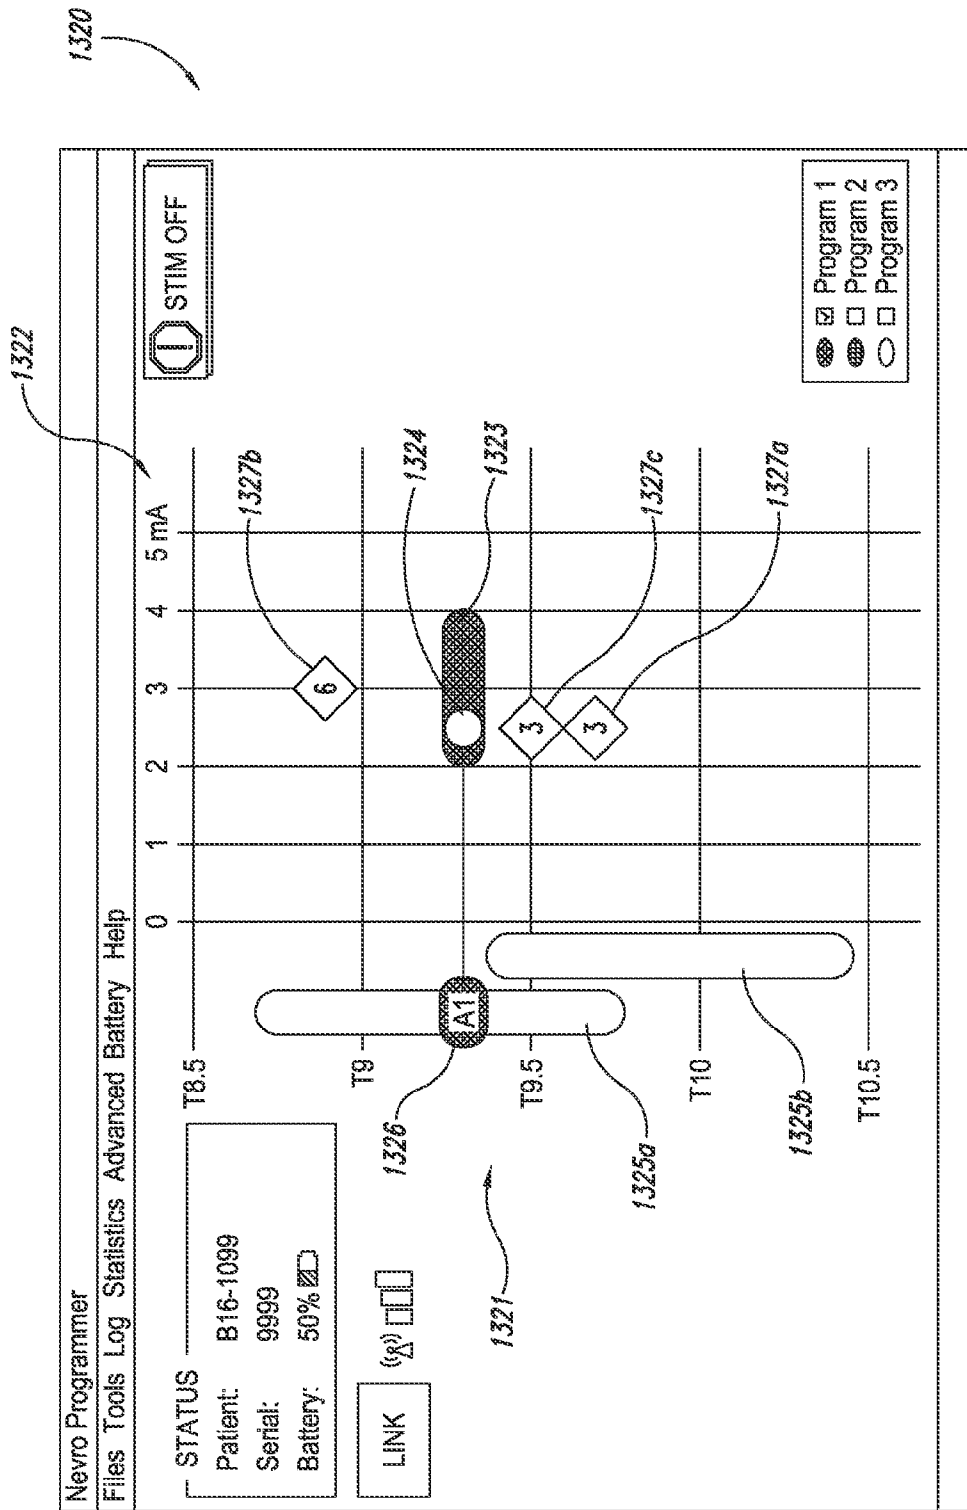 1320
Nevro Programmer
Files Tools Log Statistics Advanced Battery Help
1322
STATUS
Patient: B16-1099
Serial: 9999
Battery: 50%
LINK
STIM OFF
0 1 2 3 4 5 mA
T8.5
T9
T9.5
T10
T10.5
A1
6
3
3
1327b
1324
1323
1327c
1327a
1326
1325a
1325b
1321
Program 1
Program 2
Program 3